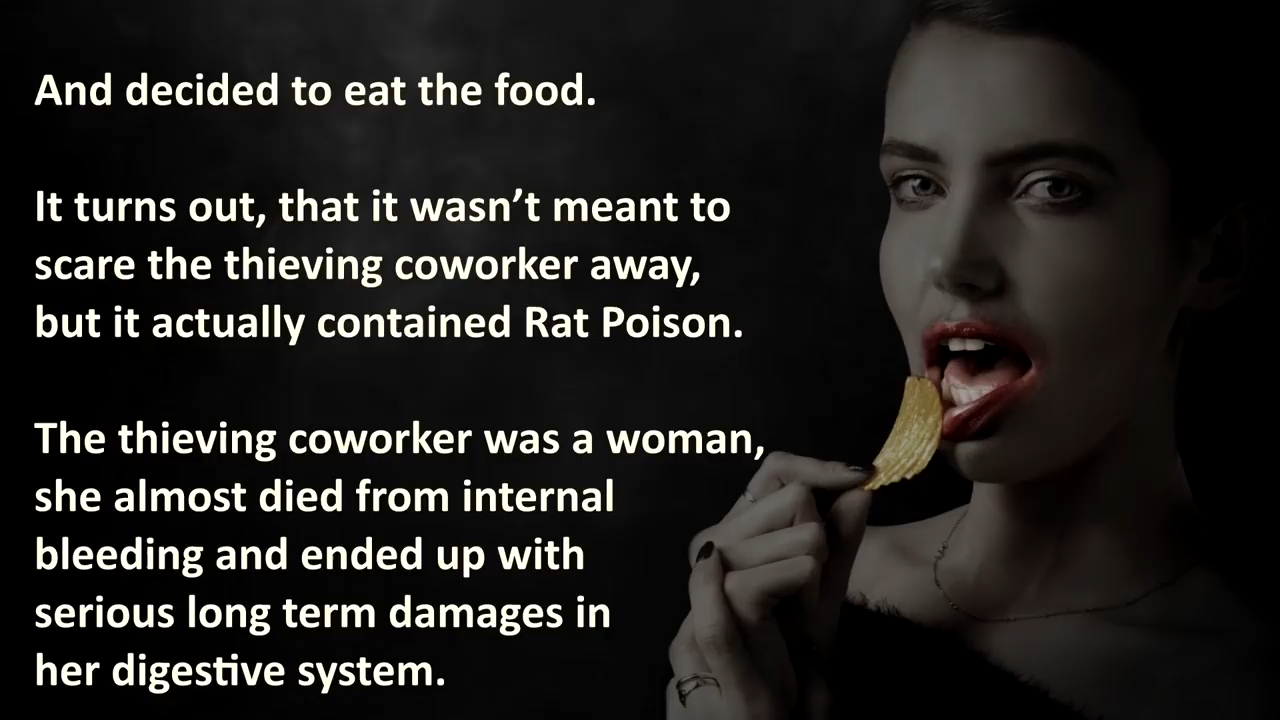 And decided to eat the food.
It turns out, that it wasn’t meant to
scare the thieving coworker away,
but it actually contained Rat Poison.
The thieving coworker was a woman,
she almost died from internal
bleeding and ended up with
serious long term damages in
her digestive system.